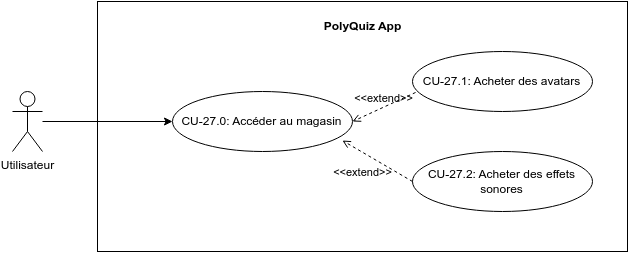 PolyQuiz App
CU-27.1: Acheter des avatars
<<extend>>
CU-27.0: Accéder au magasin
Utilisateur
<<extend>>
CU-27.2: Acheter des effets
sonores